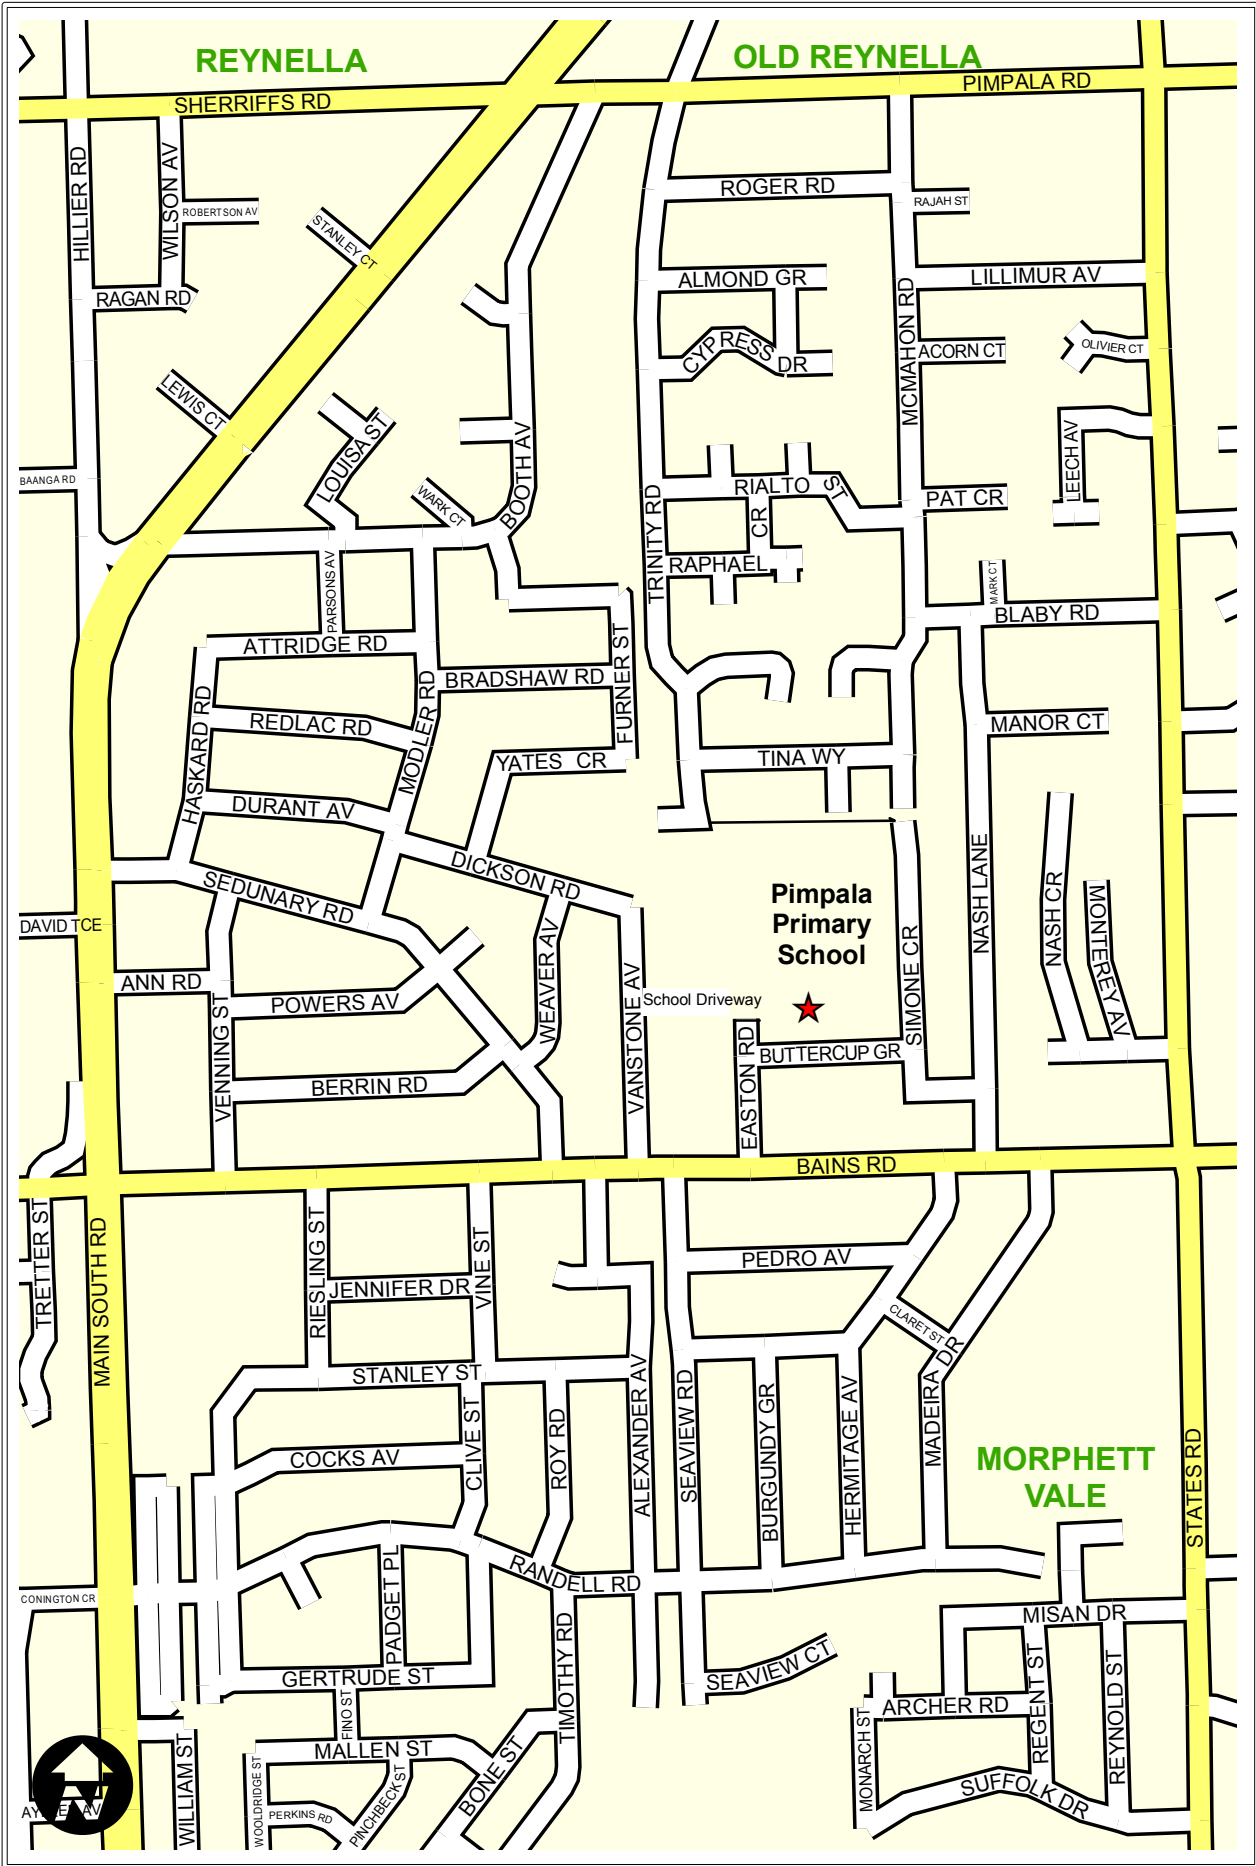 REYNELLA
OLD REYNELLA
PIMPALA RD
SHERRIFFS RD
HILLIER RD
WILSON AV
ROBERTSON AV
STANLEY CT
RAGAN RD
ROGER RD
RAJAH ST
ALMOND GR
LILLIMUR AV
MCMAHON RD
CYPRESS DR
ACORN CT
OLIVIER CT
LEWIS CT
LOUISA ST
BOOTH AV
LEECH AV
BAANGA RD
WARK CT
RIALTO ST
PAT CR
CR
TRINITY RD
RAPHAEL
PARSONS AV
MARK CT
BLABY RD
ATTRIDGE RD
FURNER ST
BRADSHAW RD
HASKARD RD
REDLAC RD
MODLER RD
MANOR CT
YATES CR
TINA WY
DURANT AV
DICKSON RD
SEDUNARY RD
Pimpala
Primary
School
NASH LANE
NASH CR
MONTEREY AV
DAVID TCE
WEAVER AV
VANSTONE AV
SIMONE CR
ANN RD
POWERS AV
School Driveway
VENNING ST
BERRIN RD
EASTON RD
BUTTERCUP GR
BAINS RD
TRETTER ST
MAIN SOUTH RD
RIESLING ST
JENNIFER DR
VINE ST
PEDRO AV
CLARET ST
MADEIRA DR
STANLEY ST
COCKS AV
CLIVE ST
ROY RD
ALEXANDER AV
SEAVIEW RD
BURGUNDY GR
HERMITAGE AV
MORPHETT
VALE
STATES RD
RANDELL RD
PADGET PL
CONINGTON CR
MISAN DR
GERTRUDE ST
TIMOTHY RD
SEAVIEW CT
FINO ST
ARCHER RD
REGENT ST
REYNOLD ST
MONARCH ST
MALLEN ST
WILLIAM ST
WOOLDRIDGE ST
PERKINS RD
PINCHBECK ST
BONE ST
SUFFOLK DR
AV